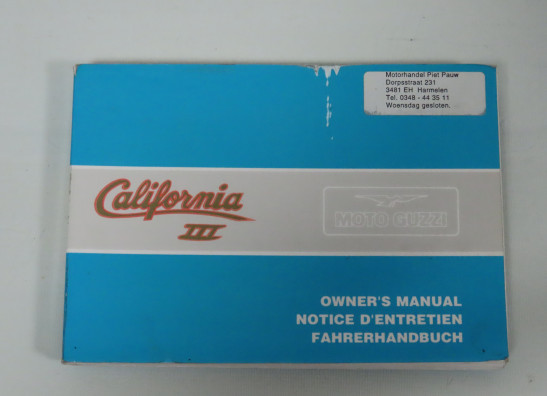 Motorhandel Piet Pauw
Dorpsstraat 231
3481 EH Harmelen
Tel. 0348 - 44 35 11
Woensdag gesloten.
California
III
MOTO GUZZI
OWNER'S MANUAL
NOTICE D'ENTRETIEN
FAHRERHANDBUCH